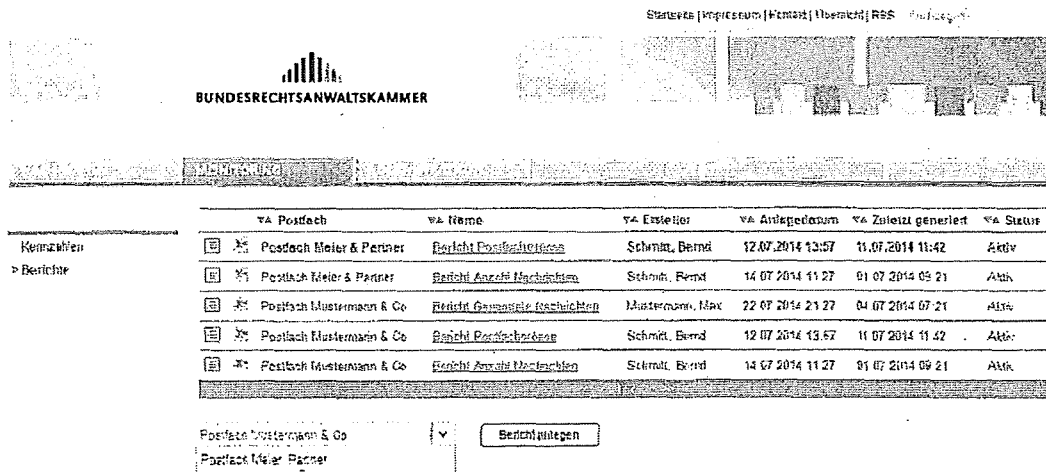 Startseite | Impressum | Kontakt | Übersicht | RSS
BUNDESRECHTSANWALTSKAMMER
MONITORING
Postfach Name Ersteller Anlagedatum Zuletzt generiert Status
Kennzahlen
> Berichte
Postfach Meier & Partner Bericht Postfachgrösse Schmitt, Bernd 12.07.2014 13:57 11.07.2014 11:42 Aktiv
Postfach Meier & Partner Bericht Anzahl Nachrichten Schmitt, Bernd 14.07.2014 11:27 01.07.2014 09:21 Aktiv
Postfach Mustermann & Co Bericht Nachrichten Mustermann, Max 22.07.2014 21:27 04.07.2014 07:21 Aktiv
Postfach Mustermann & Co Bericht Postfachgrösse Schmitt, Bernd 12.07.2014 13:57 11.07.2014 11:42 Aktiv
Postfach Mustermann & Co Bericht Anzahl Nachrichten Schmitt, Bernd 14.07.2014 11:27 01.07.2014 09:21 Aktiv
Postfach Mustermann & Co Bericht anlegen
Postfach Meier Partner